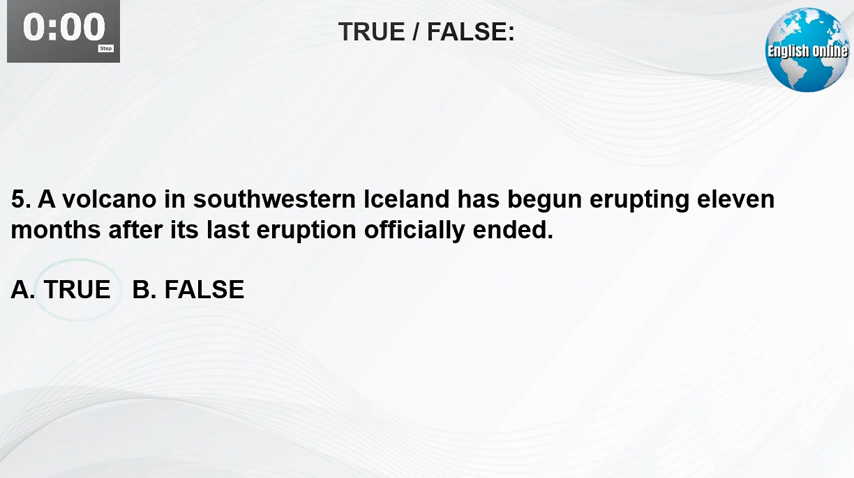 0:00
Stop
TRUE / FALSE:
English Online
5. A volcano in southwestern Iceland has begun erupting eleven
months after its last eruption officially ended.
A. TRUE B. FALSE